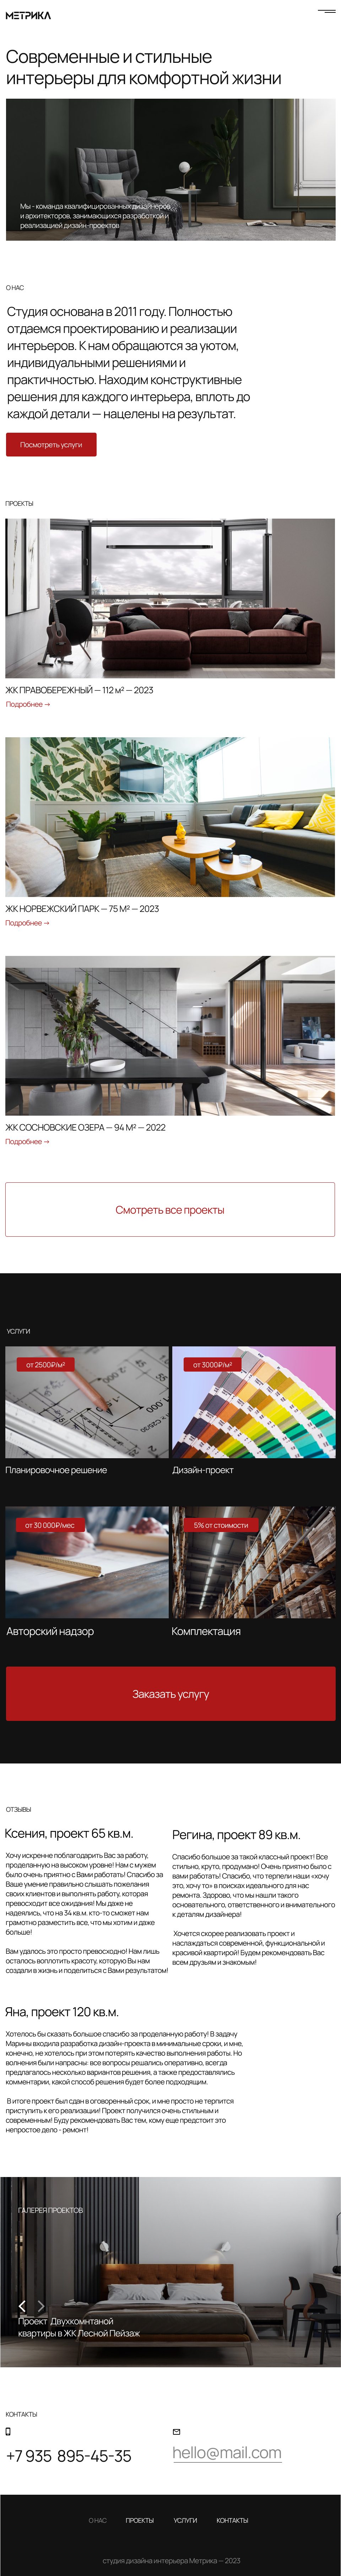 МЕТРИКА
Современные и стильные
интерьеры для комфортной жизни
Мы - команда квалифицированных дизайнеров
и архитекторов, занимающихся разработкой и
реализацией дизайн-проектов
О НАС
Студия основана в 2011 году. Полностью
отдаемся проектированию и реализации
интерьеров. К нам обращаются за уютом,
индивидуальными решениями и
практичностью. Находим конструктивные
решения для каждого интерьера, вплоть до
каждой детали — нацелены на результат.
Посмотреть услуги
ПРОЕКТЫ
ЖК ПРАВОБЕРЕЖНЫЙ — 112 м² — 2023
Подробнее →
ЖК НОРВЕЖСКИЙ ПАРК — 75 М² — 2023
Подробнее →
ЖК СОСНОВСКИЕ ОЗЕРА — 94 М² — 2022
Подробнее →
Смотреть все проекты
УСЛУГИ
от 2500₽/м²
Планировочное решение
от 3000₽/м²
Дизайн-проект
от 30 000₽/мес
Авторский надзор
5% от стоимости
Комплектация
Заказать услугу
ОТЗЫВЫ
Ксения, проект 65 кв.м.
Хочу искренне поблагодарить Вас за работу,
проделанную на высоком уровне! Нам с мужем
было очень приятно с Вами работать! Спасибо за
Ваше умение правильно слышать пожелания
своих клиентов и выполнять работу, которая
превосходит все ожидания! Мы даже не
надеялись, что на 34 кв.м. кто-то сможет нам
грамотно разместить все, что мы хотим и даже
больше!
Вам удалось это просто превосходно! Нам лишь
осталось воплотить красоту, которую Вы нам
создали в жизнь и поделиться с Вами результатом!
Регина, проект 89 кв.м.
Спасибо большое за такой классный проект! Все
стильно, круто, продумано! Очень приятно было с
вами работать! Спасибо, что терпели наши «хочу
это, хочу то» в поисках идеального для нас
ремонта. Здорово, что мы нашли такого
основательного, ответственного и внимательного
к деталям дизайнера!
Хочется скорее реализовать проект и
наслаждаться современной, функциональной и
красивой квартирой! Будем рекомендовать Вас
всем друзьям и знакомым!
Яна, проект 120 кв.м.
Хотелось бы сказать большое спасибо за проделанную работу! В задачу
Марины входила разработка дизайн-проекта в минимальные сроки, и мне,
конечно, не хотелось при этом потерять качество выполнения работы. Но
волнения были напрасны: все вопросы решались оперативно, всегда
предлагалось несколько вариантов решения, а также предоставлялись
комментарии, какой способ решения будет более подходящим.
В итоге проект был сдан в оговоренный срок, и мне просто не терпится
приступить к его реализации! Проект получился очень стильным и
современным! Буду рекомендовать Вас тем, кому еще предстоит это
непростое дело - ремонт!
ГАЛЕРЕЯ ПРОЕКТОВ
Проект Двухкомнтаной
квартиры в ЖК Лесной Пейзаж
КОНТАКТЫ
+7 935 895-45-35
hello@mail.com
О НАС ПРОЕКТЫ УСЛУГИ КОНТАКТЫ
студия дизайна интерьера Метрика — 2023